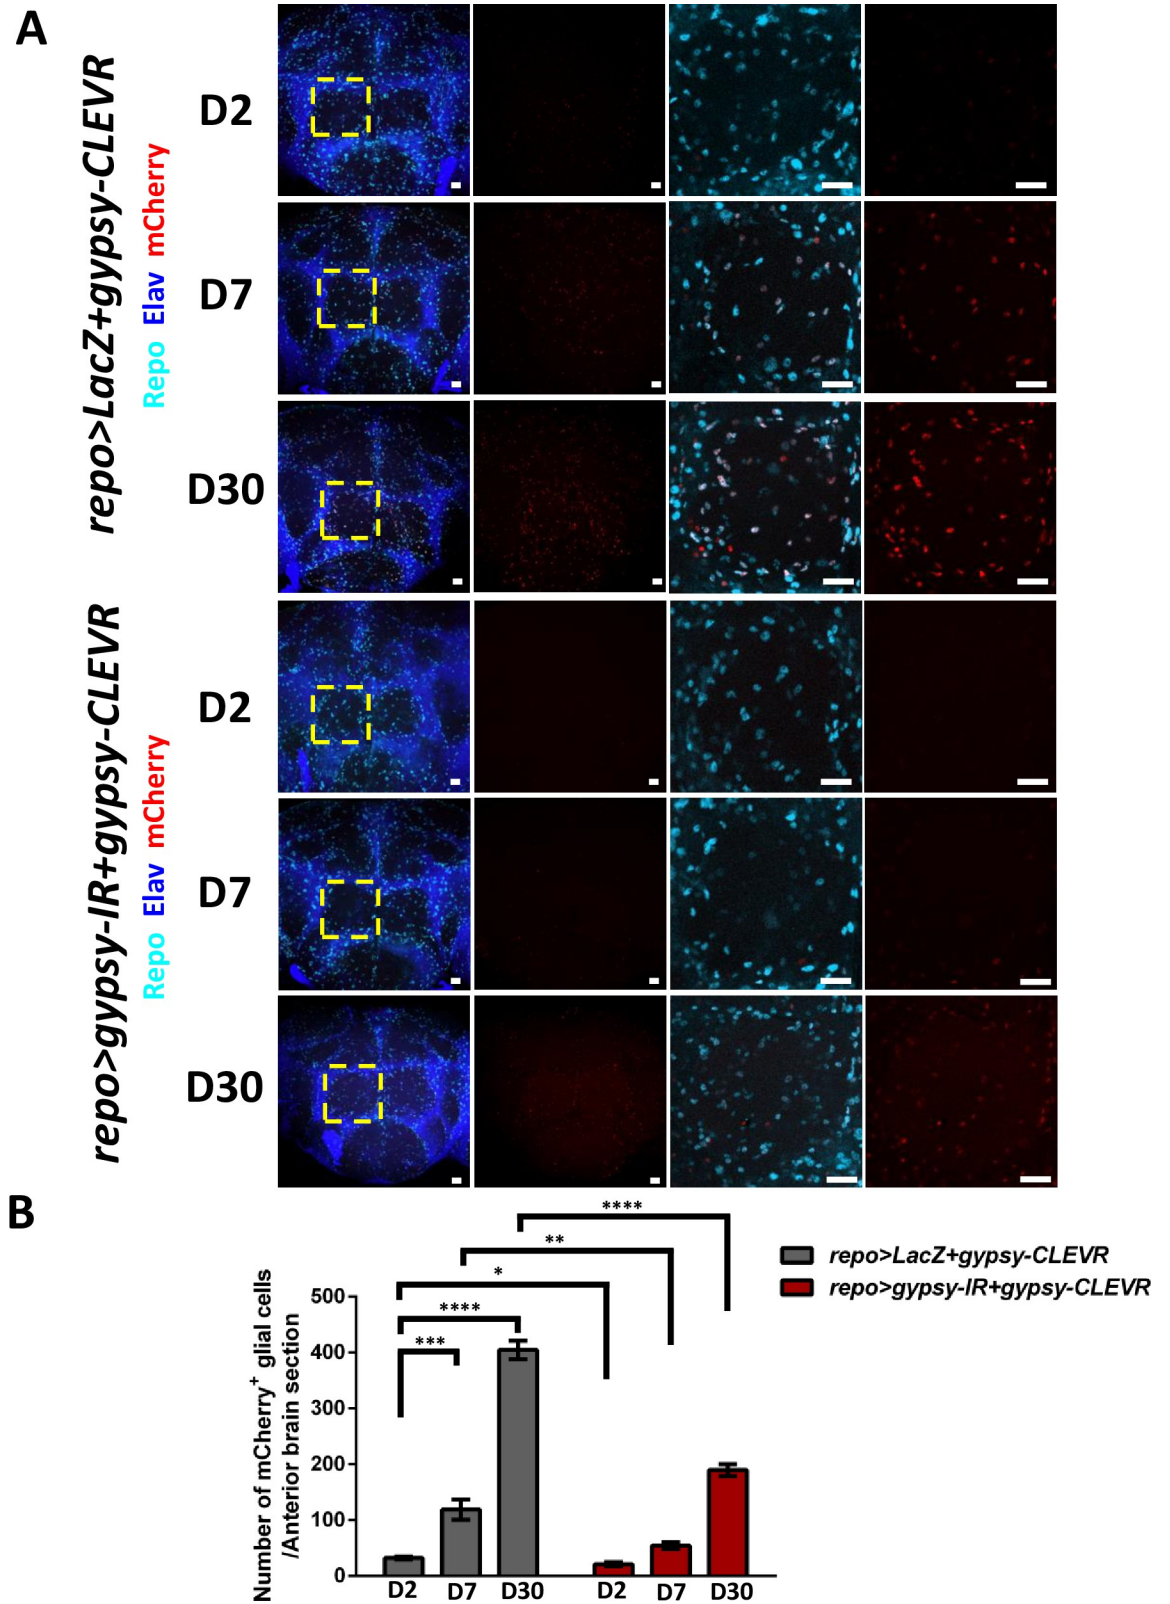 A
repo>LacZ+gypsy-CLEVR
Repo Elav mCherry
D2
D7
D30
repo>gypsy-IR+gypsy-CLEVR
Repo Elav mCherry
D2
D7
D30
B
****
**
*
****
***
repo>LacZ+gypsy-CLEVR
repo>gypsy-IR+gypsy-CLEVR
Number of mCherry+ glial cells
/Anterior brain section
500
400
300
200
100
0
D2 D7 D30 D2 D7 D30